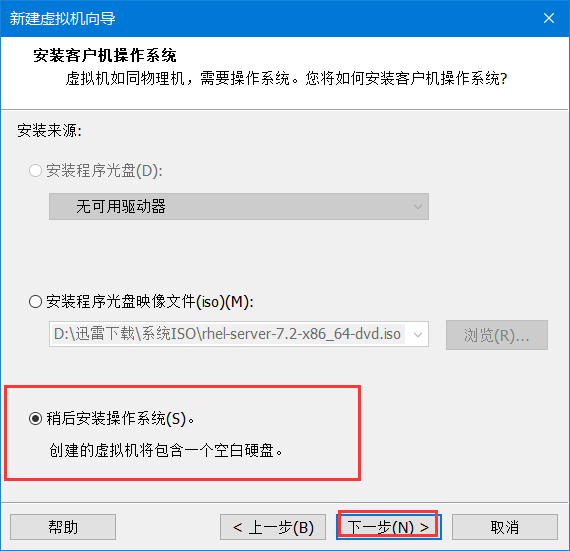 新建虚拟机向导
安装客户机操作系统
虚拟机如同物理机，需要操作系统。您将如何安装客户机操作系统?
安装来源:
安装程序光盘(D):
无可用驱动器
安装程序光盘映像文件(iso)(M):
D:\迅雷下载\系统ISO\rhel-server-7.2-x86_64-dvd.iso
浏览(R)...
稍后安装操作系统(S)。
创建的虚拟机将包含一个空白硬盘。
帮助
< 上一步(B)
下一步(N) >
取消